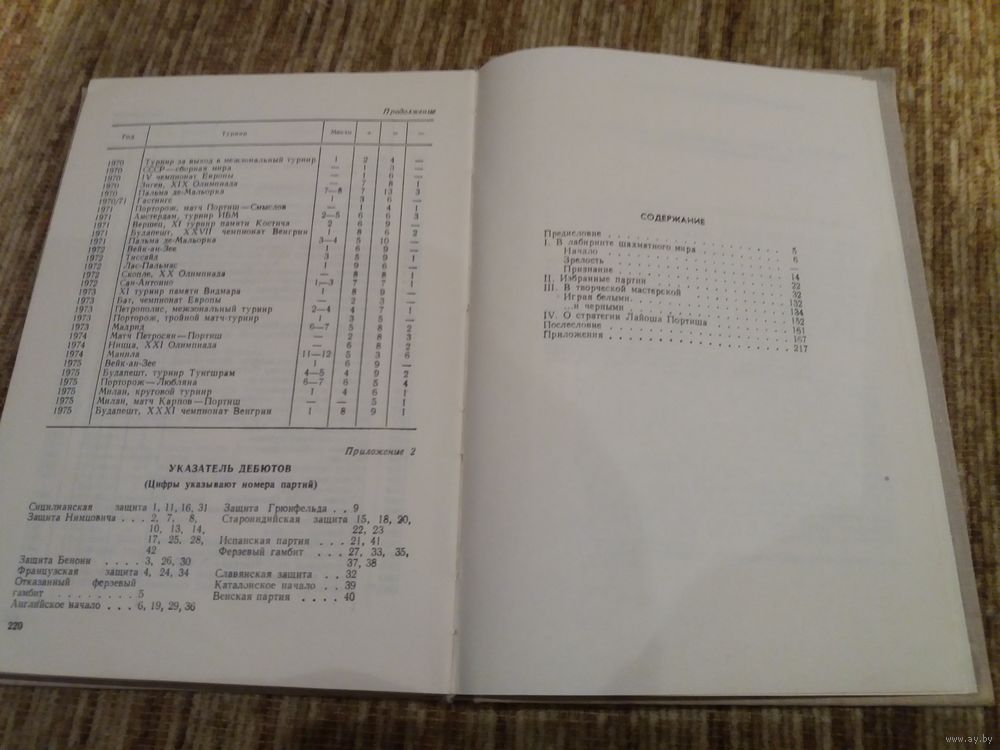 Продолжение
Год Турнир Место + = —
1970 Турнир за выход в межзональный турнир 1 2 4 —
1970 СССР—сборная мира — 1 3 —
1970 IV чемпионат Европы — 1 6 —
1970 Зиген, XIX Олимпиада — 7 8 1
1970 Пальма де-Мальорка 7—8 7 13 3
1970/71 Гастингс 1 3 6 —
1971 Порторож, матч Портиш—Смыслов — 1 4 1
1971 Амстердам, турнир ИБМ 2—5 6 6 3
1971 Вершец, XI турнир памяти Костича 2 6 9 —
1971 Будапешт, XXVII чемпионат Венгрии 1 8 6 2
1971 Пальма де-Мальорка 3—4 5 10 —
1972 Вейк-ан-Зее 1 6 9 —
1972 Тиссайд 3 5 9 1
1972 Лас-Пальмас 1 9 6 —
1972 Скопле, XX Олимпиада — 8 8 1
1972 Сан-Антонио 1—3 7 7 1
1973 XI турнир памяти Видмара 1 8 9 —
1973 Бат, чемпионат Европы — 2 3 —
1973 Петрополис, межзональный турнир 2—4 4 7 1
1973 Порторож, тройной матч-турнир 1 3 5 —
1973 Мадрид 6—7 5 8 2
1974 Матч Петросян—Портиш — 2 8 3
1974 Ницца, XXI Олимпиада — 6 8 2
1974 Манила 11—12 5 3 6
1975 Вейк-ан-Зее 1 6 9 —
1975 Будапешт, турнир Тунгшрам 4—5 4 9 2
1975 Порторож—Любляна 6—7 6 5 4
1975 Милан, круговой турнир 1 4 6 1
1975 Милан, матч Карпов—Портиш — — 5 1
1975 Будапешт, XXXI чемпионат Венгрии 1 8 9 1
Приложение 2
УКАЗАТЕЛЬ ДЕБЮТОВ
(Цифры указывают номера партий)
Сицилианская защита 1, 11, 16, 31
Защита Нимцовича . . . 2, 7, 8,
10, 13, 14,
17, 25, 28,
42
Защита Бенони . . . . 3, 26, 30
Французская защита 4, 24, 34
Отказанный ферзевый
гамбит . . . . . . . . 5
Английское начало . . . 6, 19, 29, 36
Защита Грюнфельда . . 9
Староиндийская защита 15, 18, 20,
22, 23
Испанская партия . . . 21, 41
Ферзевый гамбит . . . 27, 33, 35,
37, 38
Славянская защита . . 32
Каталонское начало . . 39
Венская партия . . . . 40
220
СОДЕРЖАНИЕ
Предисловие 5
I. В лабиринте шахматного мира 6
Начало —
Зрелость 14
Признание 22
II. Избранные партии 32
III. В творческой мастерской 132
Играя белыми. 134
...и черными 152
IV. О стратегии Лайоша Портиша 161
Послесловие 167
Приложения 217
www.ay.by